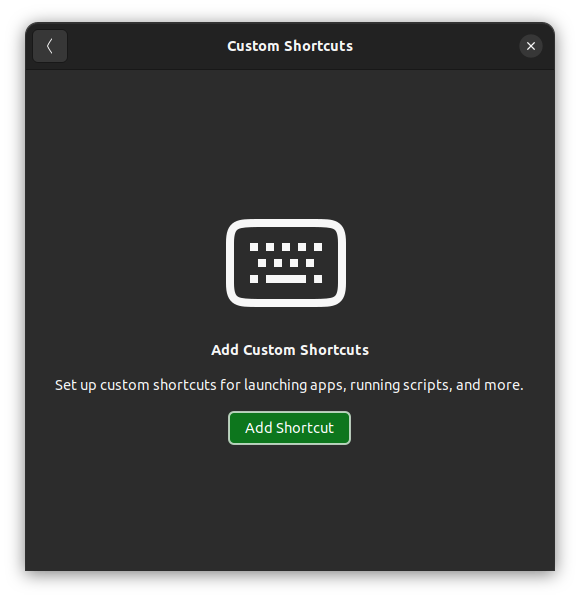 Custom Shortcuts
Add Custom Shortcuts
Set up custom shortcuts for launching apps, running scripts, and more.
Add Shortcut